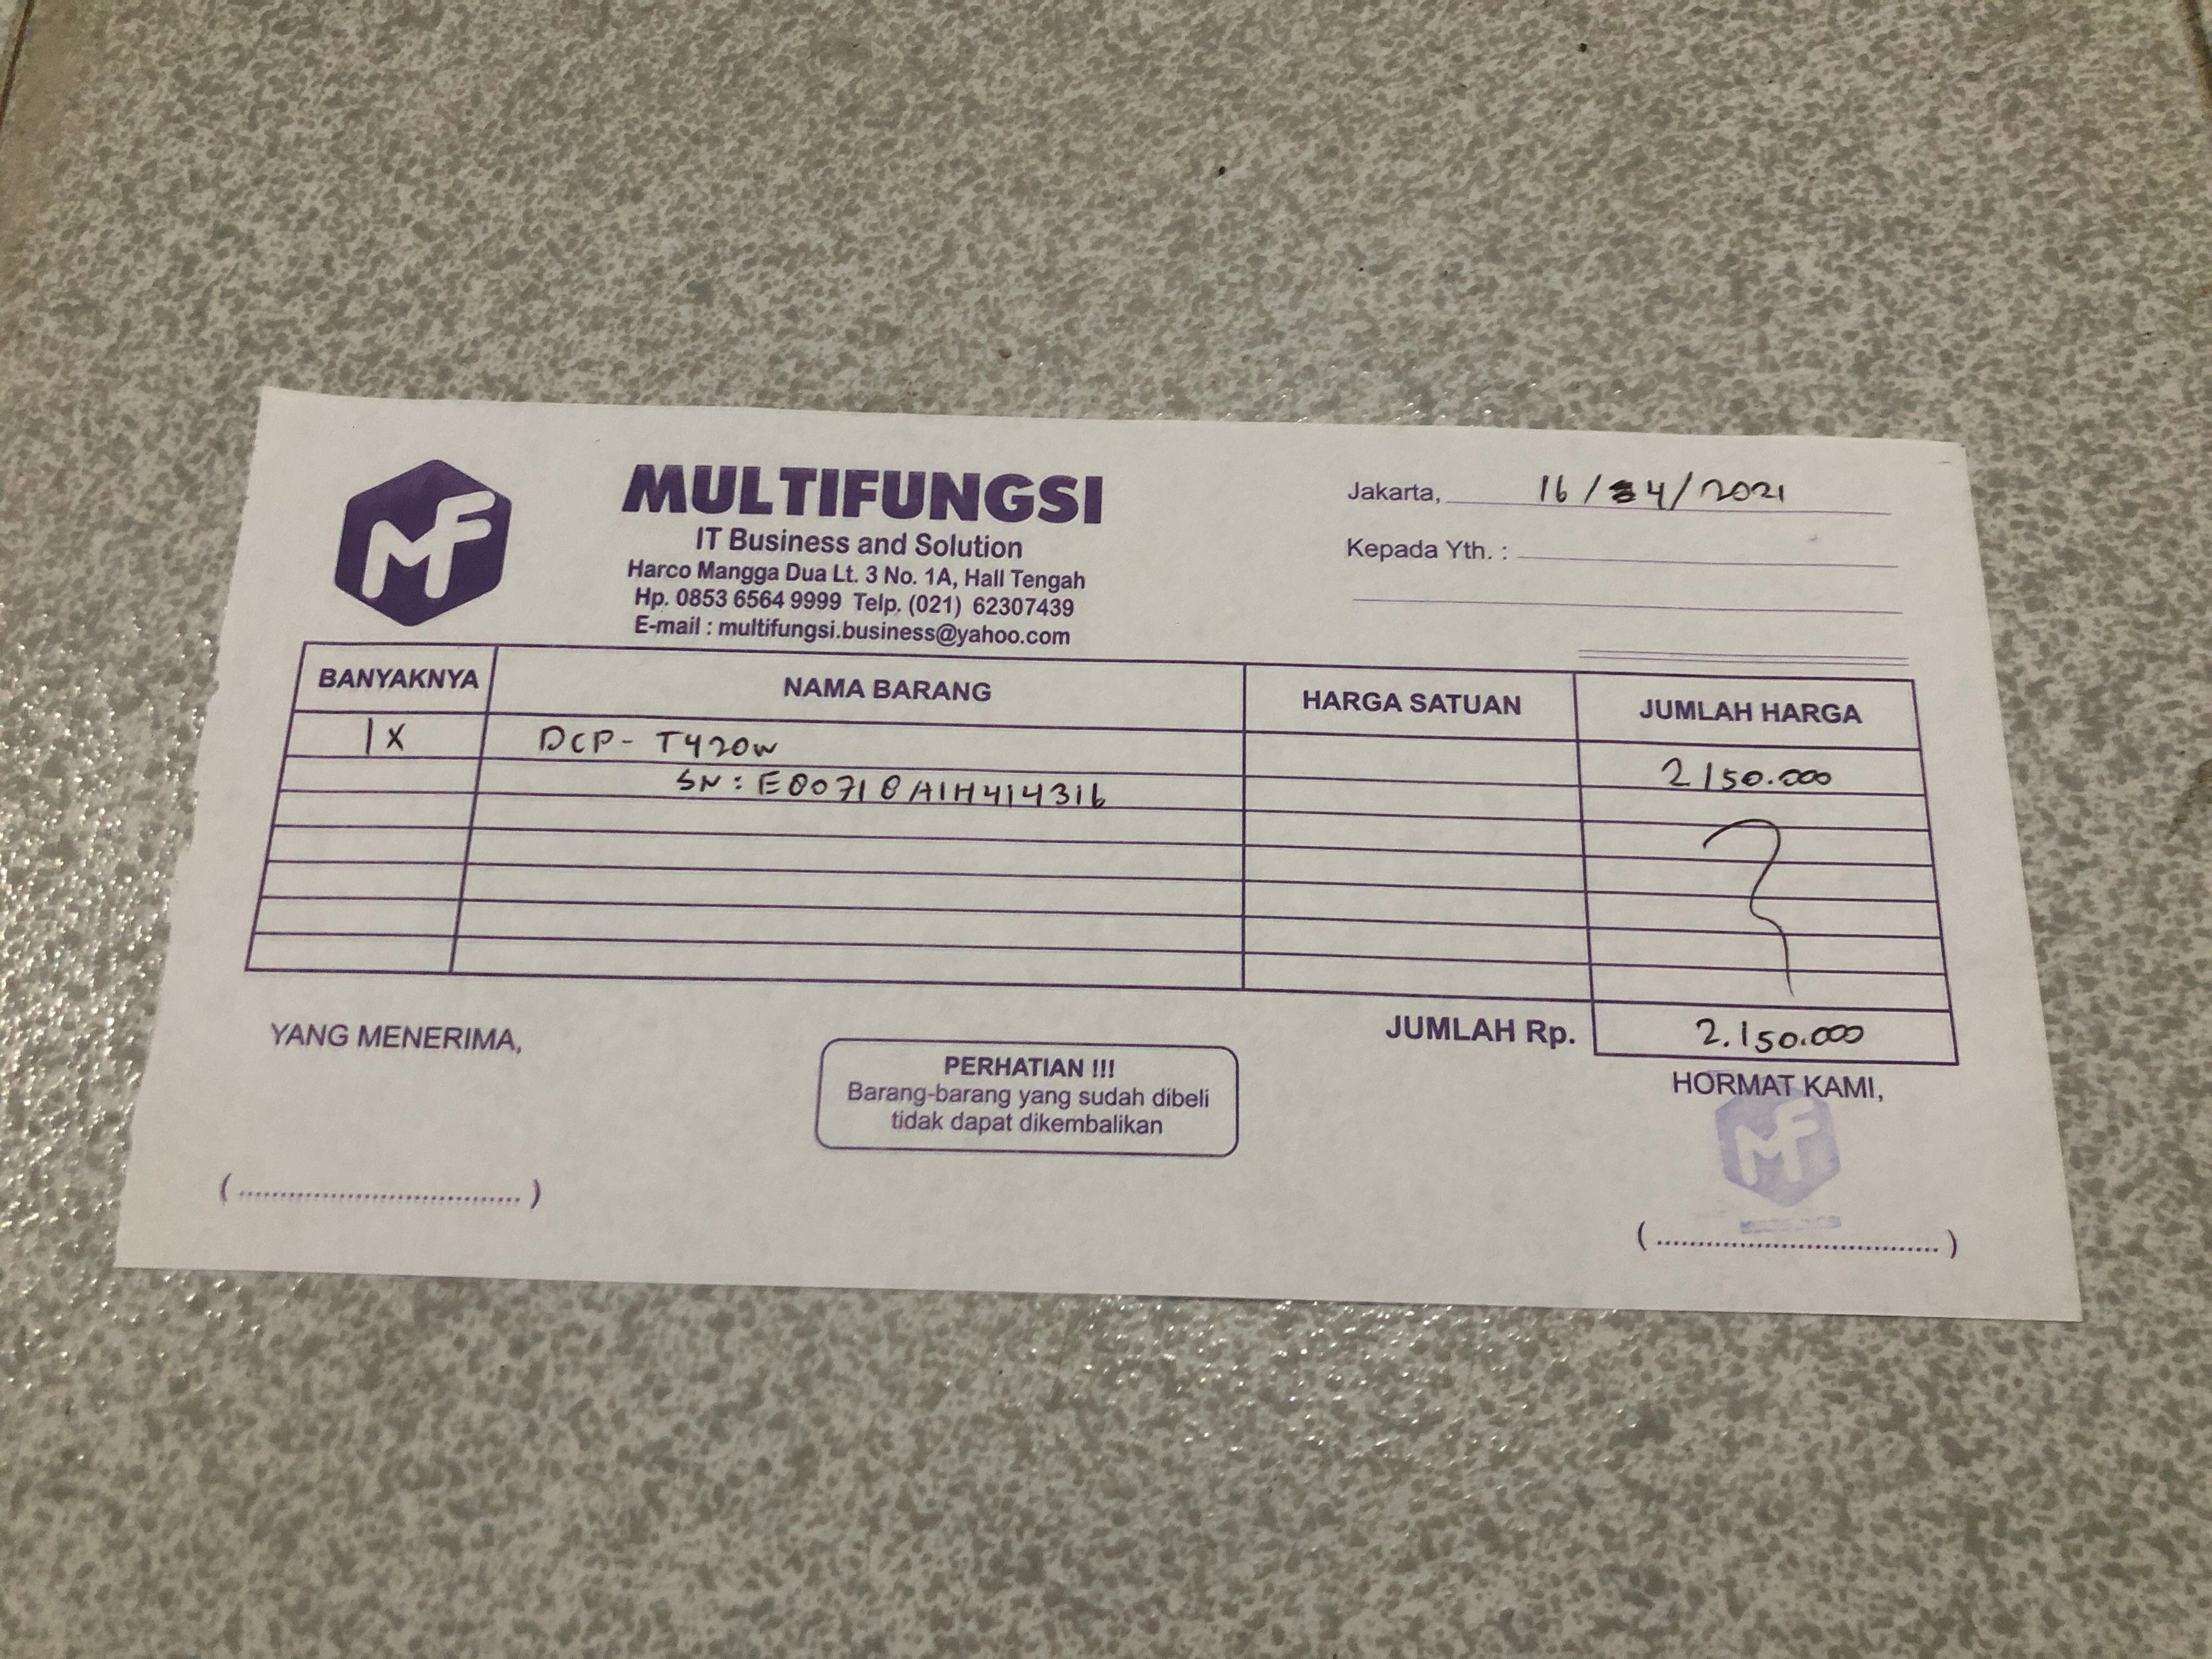 MF
MULTIFUNGSI
IT Business and Solution
Harco Mangga Dua Lt. 3 No. 1A, Hall Tengah
Hp. 0853 6564 9999 Telp. (021) 62307439
E-mail : multifungsi.business@yahoo.com
Jakarta, 16/4/2021
Kepada Yth. :
BANYAKNYA NAMA BARANG HARGA SATUAN JUMLAH HARGA
1X DCP- T420W 2150.000
SN : E80718A1H414316
JUMLAH Rp. 2.150.000
YANG MENERIMA,
PERHATIAN !!!
Barang-barang yang sudah dibeli
tidak dapat dikembalikan
HORMAT KAMI,
MF
(..................................)
(..................................)